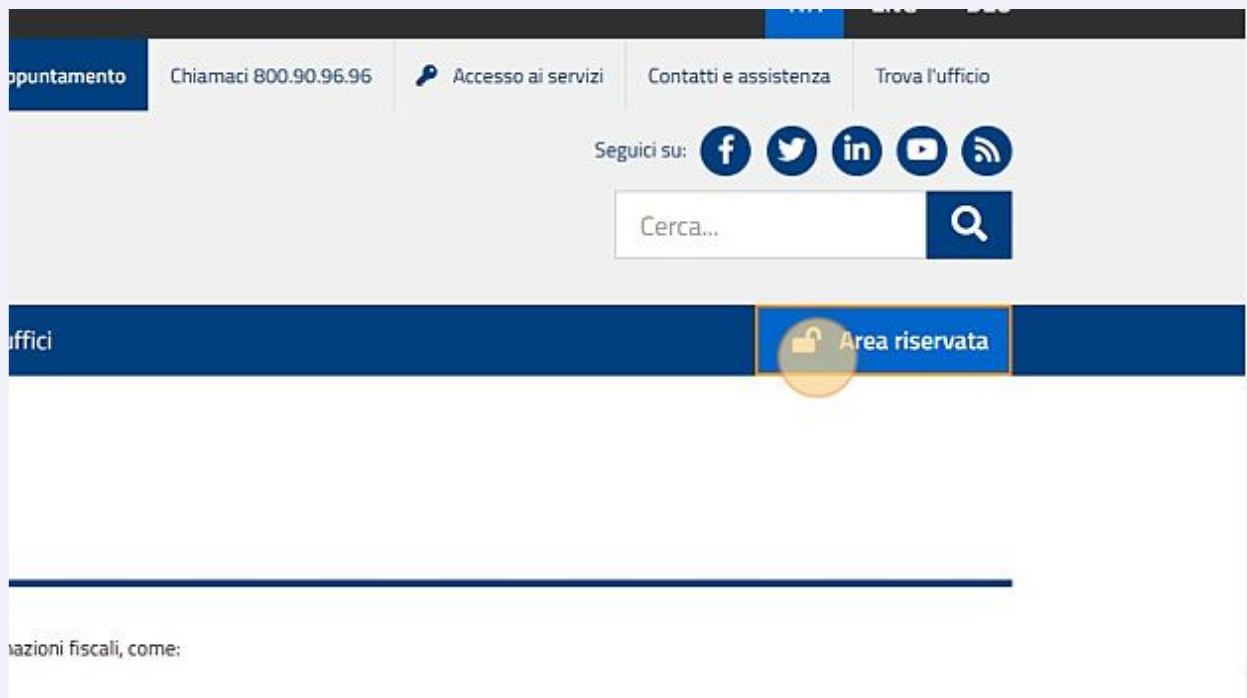 ppuntamento Chiamaci 800.90.96.96 Accesso ai servizi Contatti e assistenza Trova l'ufficio
Seguici su:
Cerca...
uffici Area riservata
nazioni fiscali, come: